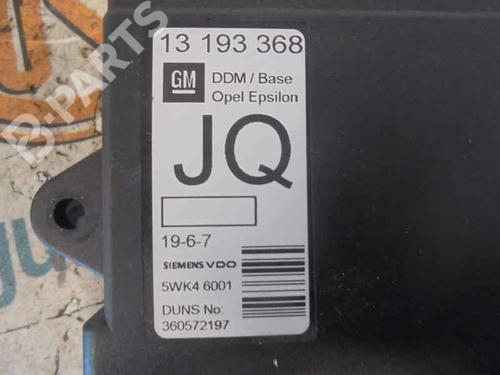 13 193 368
GM
DDM / Base
Opel Epsilon
JQ
19-6-7
SIEMENS VDO
5WK4 6001
DUNS No:
360572197
B-PARTS